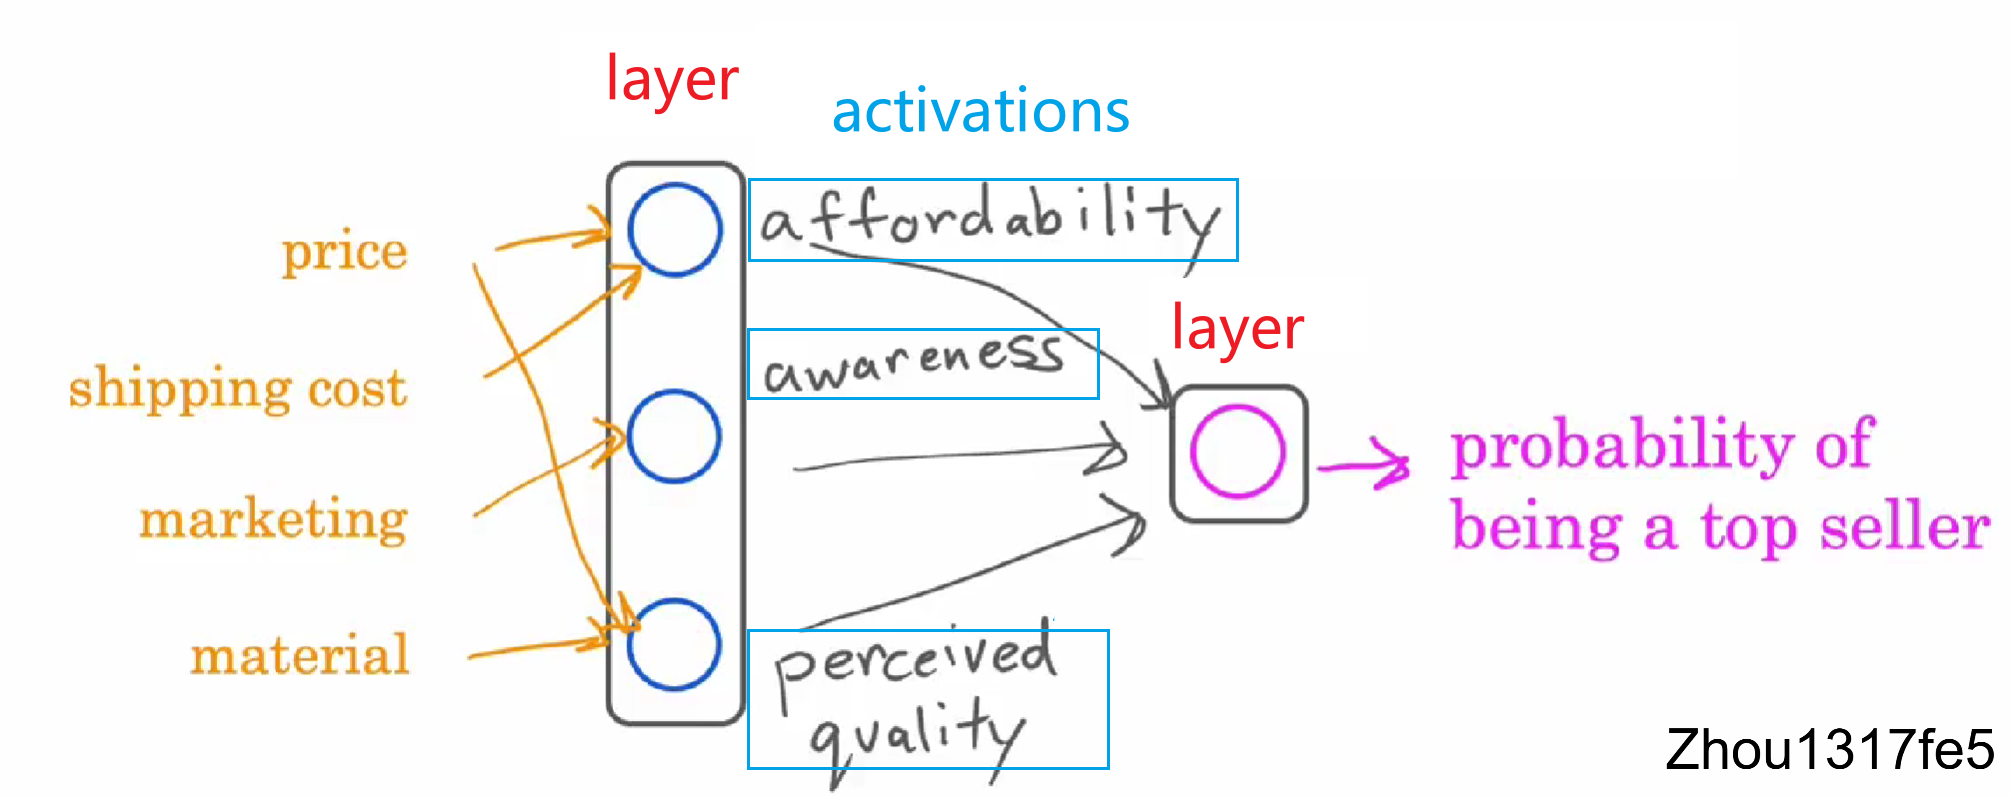 layer
activations
affordability
price
layer
awareness
shipping cost
probability of
being a top seller
marketing
material
perceived
quality
Zhou1317fe5